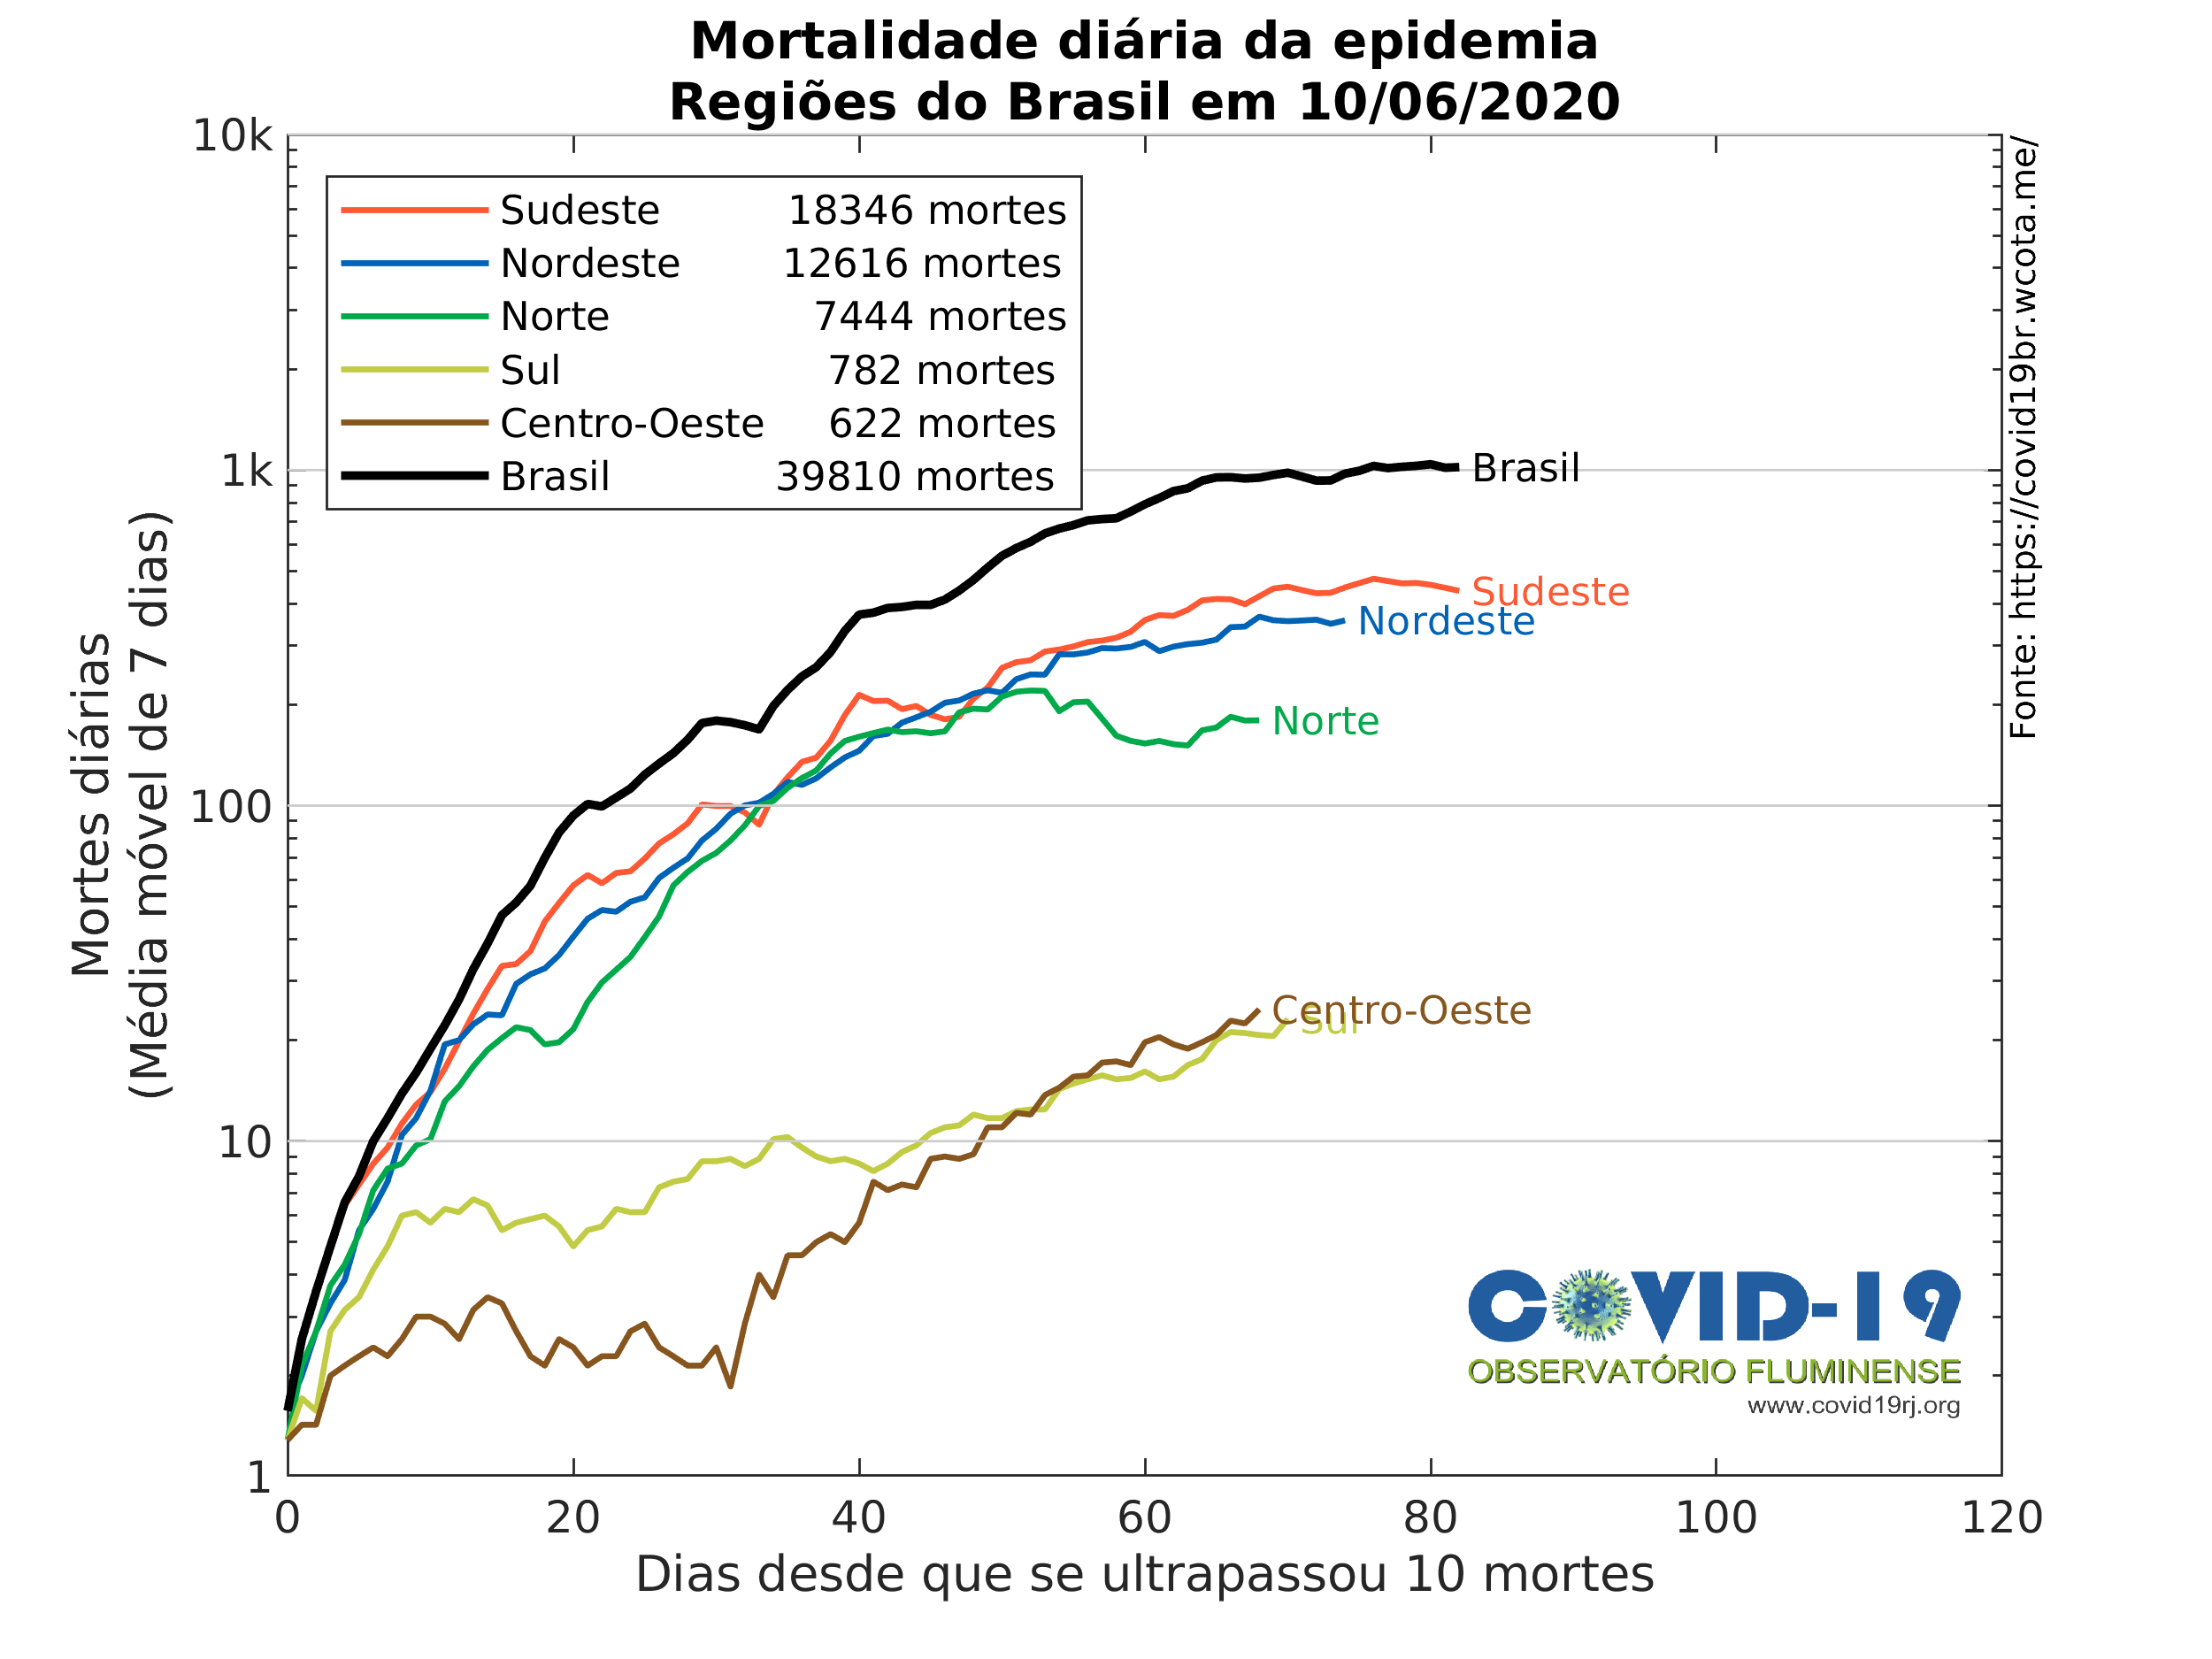 Mortalidade diária da epidemia
Regiões do Brasil em 10/06/2020
10k
1k
100
10
1
Mortes diárias
(Média móvel de 7 dias)
Sudeste 18346 mortes
Nordeste 12616 mortes
Norte 7444 mortes
Sul 782 mortes
Centro-Oeste 622 mortes
Brasil 39810 mortes
Brasil
Sudeste
Nordeste
Norte
Centro-Oeste
Sul
Fonte: https://covid19br.wcota.me/
COVID-19
OBSERVATÓRIO FLUMINENSE
www.covid19rj.org
0 20 40 60 80 100 120
Dias desde que se ultrapassou 10 mortes